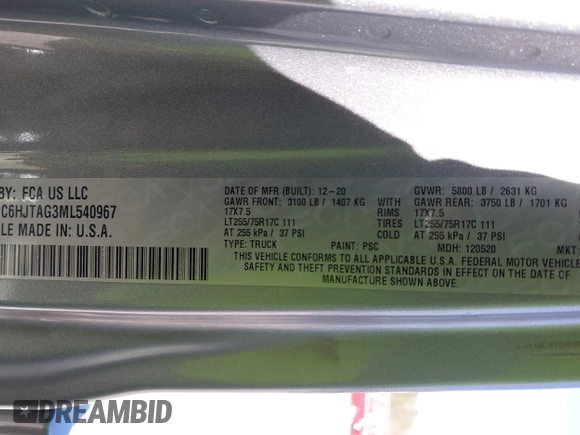 BY: FCA US LLC
C6HJTAG3ML540967
LE MADE IN U.S.A.
DATE OF MFR (BUILT): 12-20
GAWR FRONT: 3100 LB / 1407 KG WITH
17X7.5 RIMS
LT255/75R17C 111 TIRES
AT 255 kPa / 37 PSI COLD
GVWR: 5800 LB / 2631 KG
GAWR REAR: 3750 LB / 1701 KG WITH
17X7.5
LT255/75R17C 111
AT 255 kPa / 37 PSI
TYPE: TRUCK PAINT: PSC MDH: 120520 MKT:
THIS VEHICLE CONFORMS TO ALL APPLICABLE U.S.A. FEDERAL MOTOR VEHICLE
SAFETY AND THEFT PREVENTION STANDARDS IN EFFECT ON THE DATE OF
MANUFACTURE SHOWN ABOVE.
DREAMBID